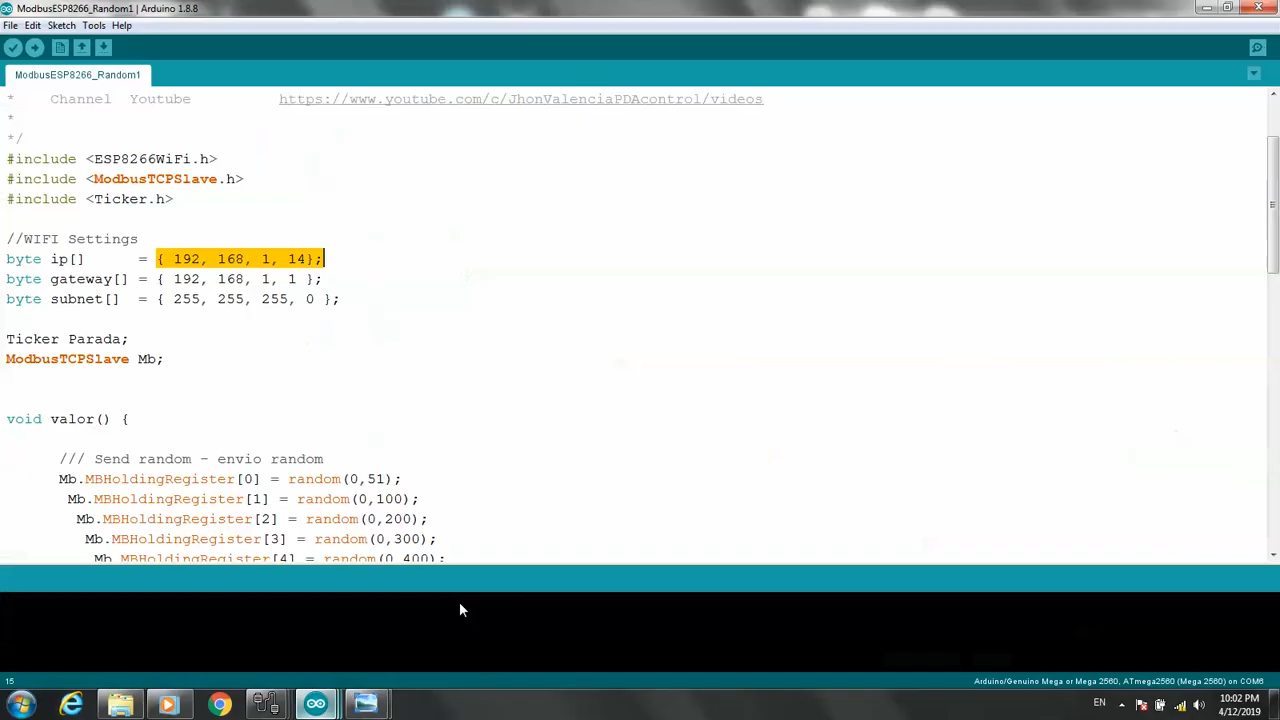 ModbusESP8266_Random1 | Arduino 1.8.8
File Edit Sketch Tools Help
ModbusESP8266_Random1
* Channel Youtube https://www.youtube.com/c/JhonValenciaPDAcontrol/videos
*
*/
#include <ESP8266WiFi.h>
#include <ModbusTCPSlave.h>
#include <Ticker.h>
//WIFI Settings
byte ip[] = { 192, 168, 1, 14};
byte gateway[] = { 192, 168, 1, 1 };
byte subnet[] = { 255, 255, 255, 0 };
Ticker Parada;
ModbusTCPSlave Mb;
void valor() {
/// Send random - envio random
Mb.MBHoldingRegister[0] = random(0,51);
Mb.MBHoldingRegister[1] = random(0,100);
Mb.MBHoldingRegister[2] = random(0,200);
Mb.MBHoldingRegister[3] = random(0,300);
Mb.MBHoldingRegister[4] = random(0,400);
15 Arduino/Genuino Mega or Mega 2560, ATmega2560 (Mega 2560) on COM6
EN 10:02 PM
4/12/2019